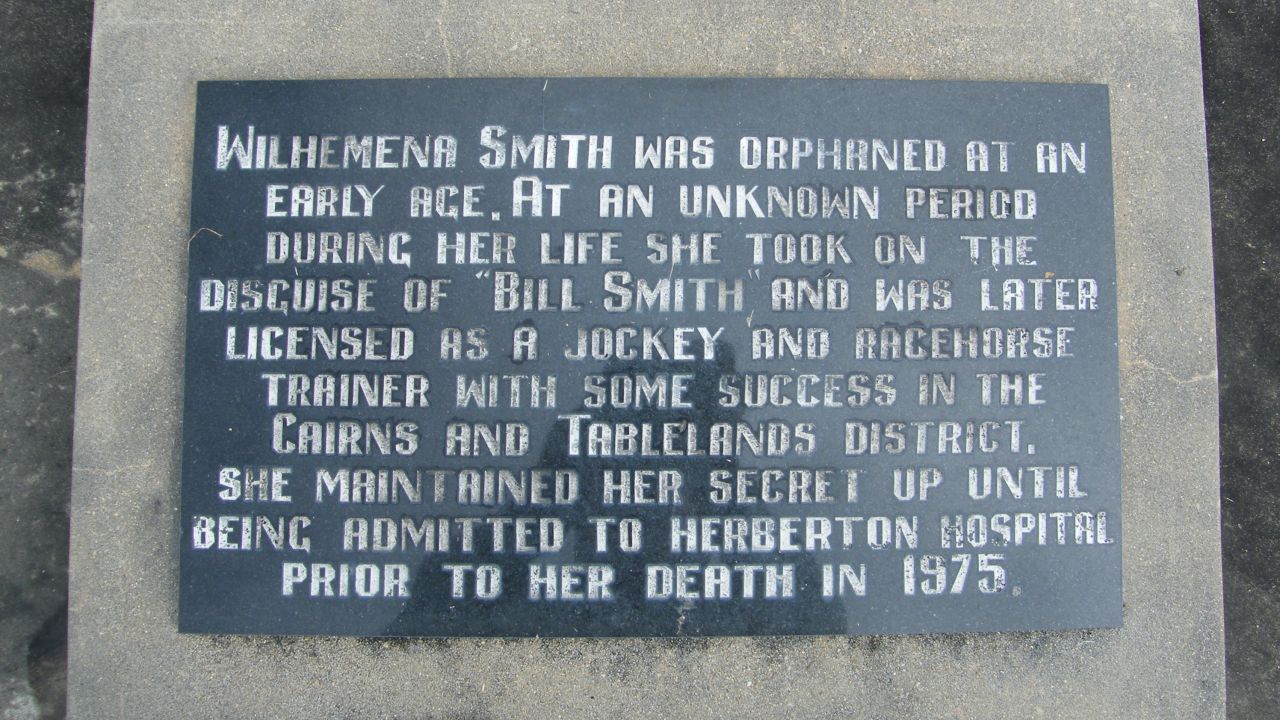 WILHEMENA SMITH WAS ORPHANED AT AN
EARLY AGE. AT AN UNKNOWN PERIOD
DURING HER LIFE SHE TOOK ON THE
DISGUISE OF "BILL SMITH" AND WAS LATER
LICENSED AS A JOCKEY AND RACEHORSE
TRAINER WITH SOME SUCCESS IN THE
CAIRNS AND TABLELANDS DISTRICT.
SHE MAINTAINED HER SECRET UP UNTIL
BEING ADMITTED TO HERBERTON HOSPITAL
PRIOR TO HER DEATH IN 1975.